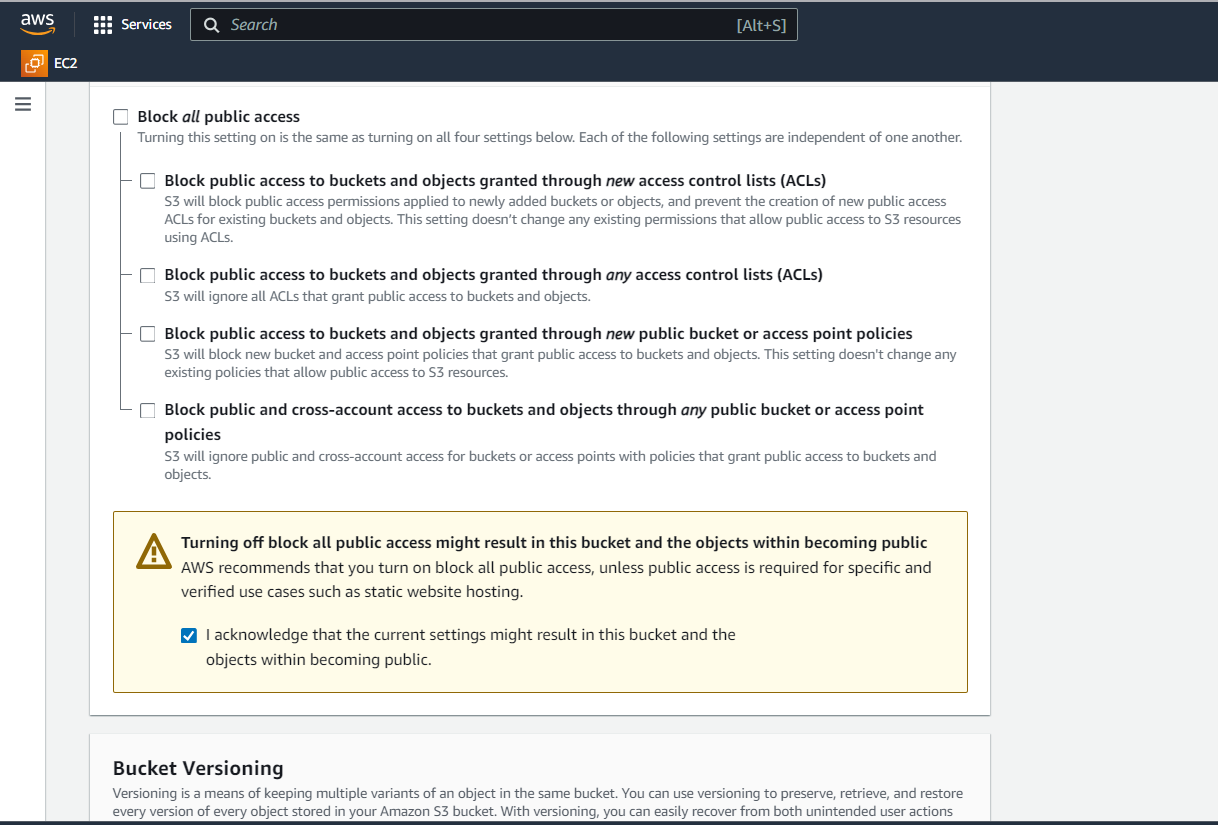 aws
Services
Search
[Alt+S]
EC2
Block all public access
Turning this setting on is the same as turning on all four settings below. Each of the following settings are independent of one another.
Block public access to buckets and objects granted through new access control lists (ACLs)
S3 will block public access permissions applied to newly added buckets or objects, and prevent the creation of new public access
ACLs for existing buckets and objects. This setting doesn't change any existing permissions that allow public access to S3 resources
using ACLs.
Block public access to buckets and objects granted through any access control lists (ACLs)
S3 will ignore all ACLs that grant public access to buckets and objects.
Block public access to buckets and objects granted through new public bucket or access point policies
S3 will block new bucket and access point policies that grant public access to buckets and objects. This setting doesn't change any
existing policies that allow public access to S3 resources.
Block public and cross-account access to buckets and objects through any public bucket or access point
policies
S3 will ignore public and cross-account access for buckets or access points with policies that grant public access to buckets and
objects.
Turning off block all public access might result in this bucket and the objects within becoming public
AWS recommends that you turn on block all public access, unless public access is required for specific and
verified use cases such as static website hosting.
I acknowledge that the current settings might result in this bucket and the
objects within becoming public.
Bucket Versioning
Versioning is a means of keeping multiple variants of an object in the same bucket. You can use versioning to preserve, retrieve, and restore
every version of every object stored in your Amazon S3 bucket. With versioning, you can easily recover from both unintended user actions